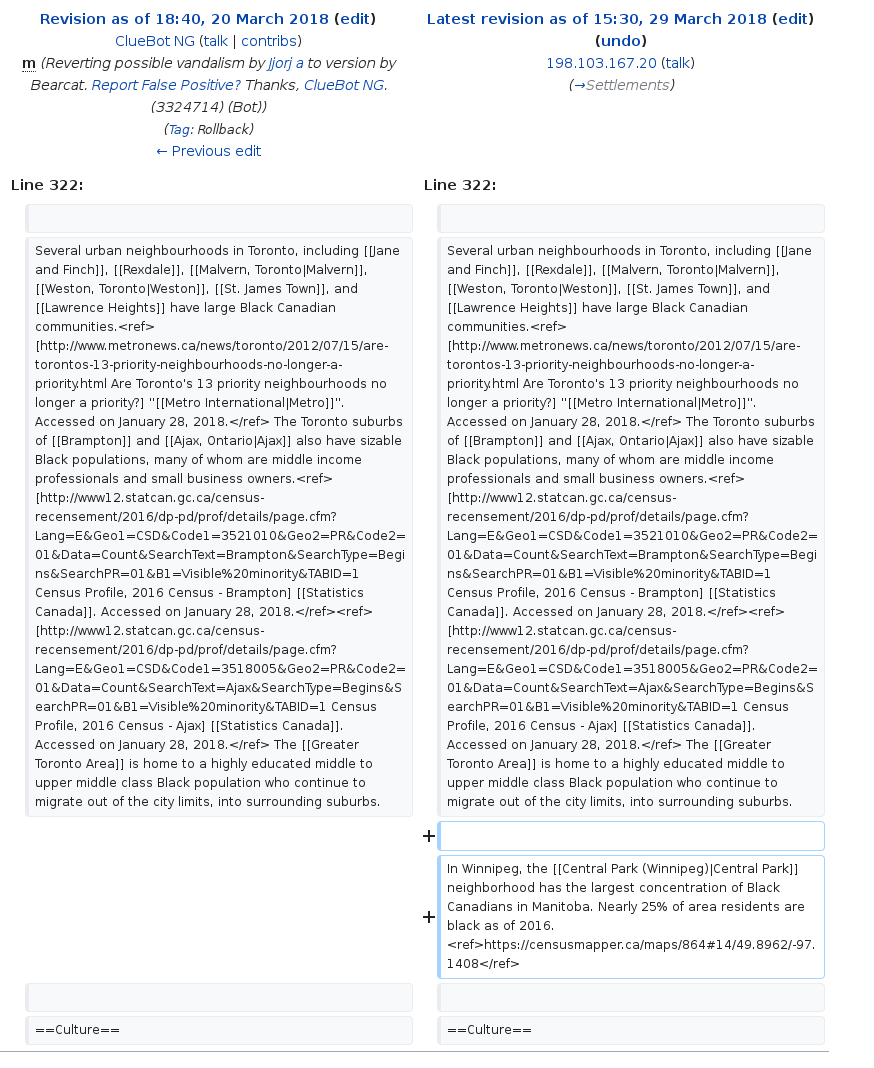 Revision as of 18:40, 20 March 2018 (edit)
ClueBot NG (talk | contribs)
m (Reverting possible vandalism by Jjorj a to version by
Bearcat. Report False Positive? Thanks, ClueBot NG.
(3324714) (Bot))
(Tag: Rollback)
← Previous edit
Latest revision as of 15:30, 29 March 2018 (edit)
(undo)
198.103.167.20 (talk)
(→Settlements)
Line 322:
Several urban neighbourhoods in Toronto, including [[Jane
and Finch]], [[Rexdale]], [[Malvern, Toronto|Malvern]],
[[Weston, Toronto|Weston]], [[St. James Town]], and
[[Lawrence Heights]] have large Black Canadian
communities.<ref>
[http://www.metronews.ca/news/toronto/2012/07/15/are-
torontos-13-priority-neighbourhoods-no-longer-a-
priority.html Are Toronto's 13 priority neighbourhoods no
longer a priority?] "[[Metro International|Metro]]".
Accessed on January 28, 2018.</ref> The Toronto suburbs
of [[Brampton]] and [[Ajax, Ontario|Ajax]] also have sizable
Black populations, many of whom are middle income
professionals and small business owners.<ref>
[http://www12.statcan.gc.ca/census-
recensement/2016/dp-pd/prof/details/page.cfm?
Lang=E&Geo1=CSD&Code1=3521010&Geo2=PR&Code2=
01&Data=Count&SearchText=Brampton&SearchType=Begi
ns&SearchPR=01&B1=Visible%20minority&TABID=1
Census Profile, 2016 Census - Brampton] [[Statistics
Canada]]. Accessed on January 28, 2018.</ref><ref>
[http://www12.statcan.gc.ca/census-
recensement/2016/dp-pd/prof/details/page.cfm?
Lang=E&Geo1=CSD&Code1=3518005&Geo2=PR&Code2=
01&Data=Count&SearchText=Ajax&SearchType=Begins&S
earchPR=01&B1=Visible%20minority&TABID=1 Census
Profile, 2016 Census - Ajax] [[Statistics Canada]].
Accessed on January 28, 2018.</ref> The [[Greater
Toronto Area]] is home to a highly educated middle to
upper middle class Black population who continue to
migrate out of the city limits, into surrounding suburbs.
==Culture==
Line 322:
Several urban neighbourhoods in Toronto, including [[Jane
and Finch]], [[Rexdale]], [[Malvern, Toronto|Malvern]],
[[Weston, Toronto|Weston]], [[St. James Town]], and
[[Lawrence Heights]] have large Black Canadian
communities.<ref>
[http://www.metronews.ca/news/toronto/2012/07/15/are-
torontos-13-priority-neighbourhoods-no-longer-a-
priority.html Are Toronto's 13 priority neighbourhoods no
longer a priority?] "[[Metro International|Metro]]".
Accessed on January 28, 2018.</ref> The Toronto suburbs
of [[Brampton]] and [[Ajax, Ontario|Ajax]] also have sizable
Black populations, many of whom are middle income
professionals and small business owners.<ref>
[http://www12.statcan.gc.ca/census-
recensement/2016/dp-pd/prof/details/page.cfm?
Lang=E&Geo1=CSD&Code1=3521010&Geo2=PR&Code2=
01&Data=Count&SearchText=Brampton&SearchType=Begi
ns&SearchPR=01&B1=Visible%20minority&TABID=1
Census Profile, 2016 Census - Brampton] [[Statistics
Canada]]. Accessed on January 28, 2018.</ref><ref>
[http://www12.statcan.gc.ca/census-
recensement/2016/dp-pd/prof/details/page.cfm?
Lang=E&Geo1=CSD&Code1=3518005&Geo2=PR&Code2=
01&Data=Count&SearchText=Ajax&SearchType=Begins&S
earchPR=01&B1=Visible%20minority&TABID=1 Census
Profile, 2016 Census - Ajax] [[Statistics Canada]].
Accessed on January 28, 2018.</ref> The [[Greater
Toronto Area]] is home to a highly educated middle to
upper middle class Black population who continue to
migrate out of the city limits, into surrounding suburbs.
+
+
In Winnipeg, the [[Central Park (Winnipeg)|Central Park]]
neighborhood has the largest concentration of Black
Canadians in Manitoba. Nearly 25% of area residents are
black as of 2016.
<ref>https://censusmapper.ca/maps/864#14/49.8962/-97.
1408</ref>
==Culture==